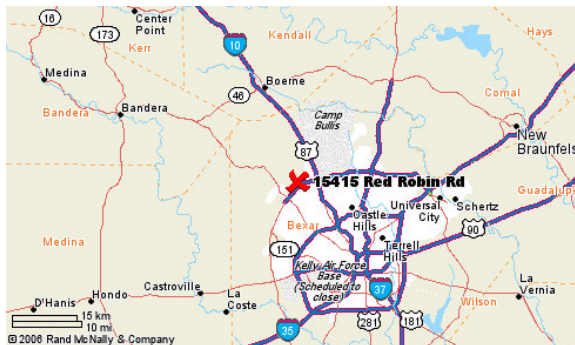 16
Center
Point
173
Kerr
10
Kendall
Hays
Medina
Boerne
46
Comal
Bandera
Bandera
Camp
Bullis
87
New
Braunfels
15415 Red Robin Rd
Guadalupe
Universal
City
Schertz
Castle
Hills
Bexar
90
Medina
151
Terrell
Hills
Kelly Air Force
Base
(Scheduled to
close)
37
La
Vernia
Wilson
Castroville
Hondo
D'Hanis
La
Coste
15 km
10 mi
35
281
181
© 2006 Rand McNally & Company